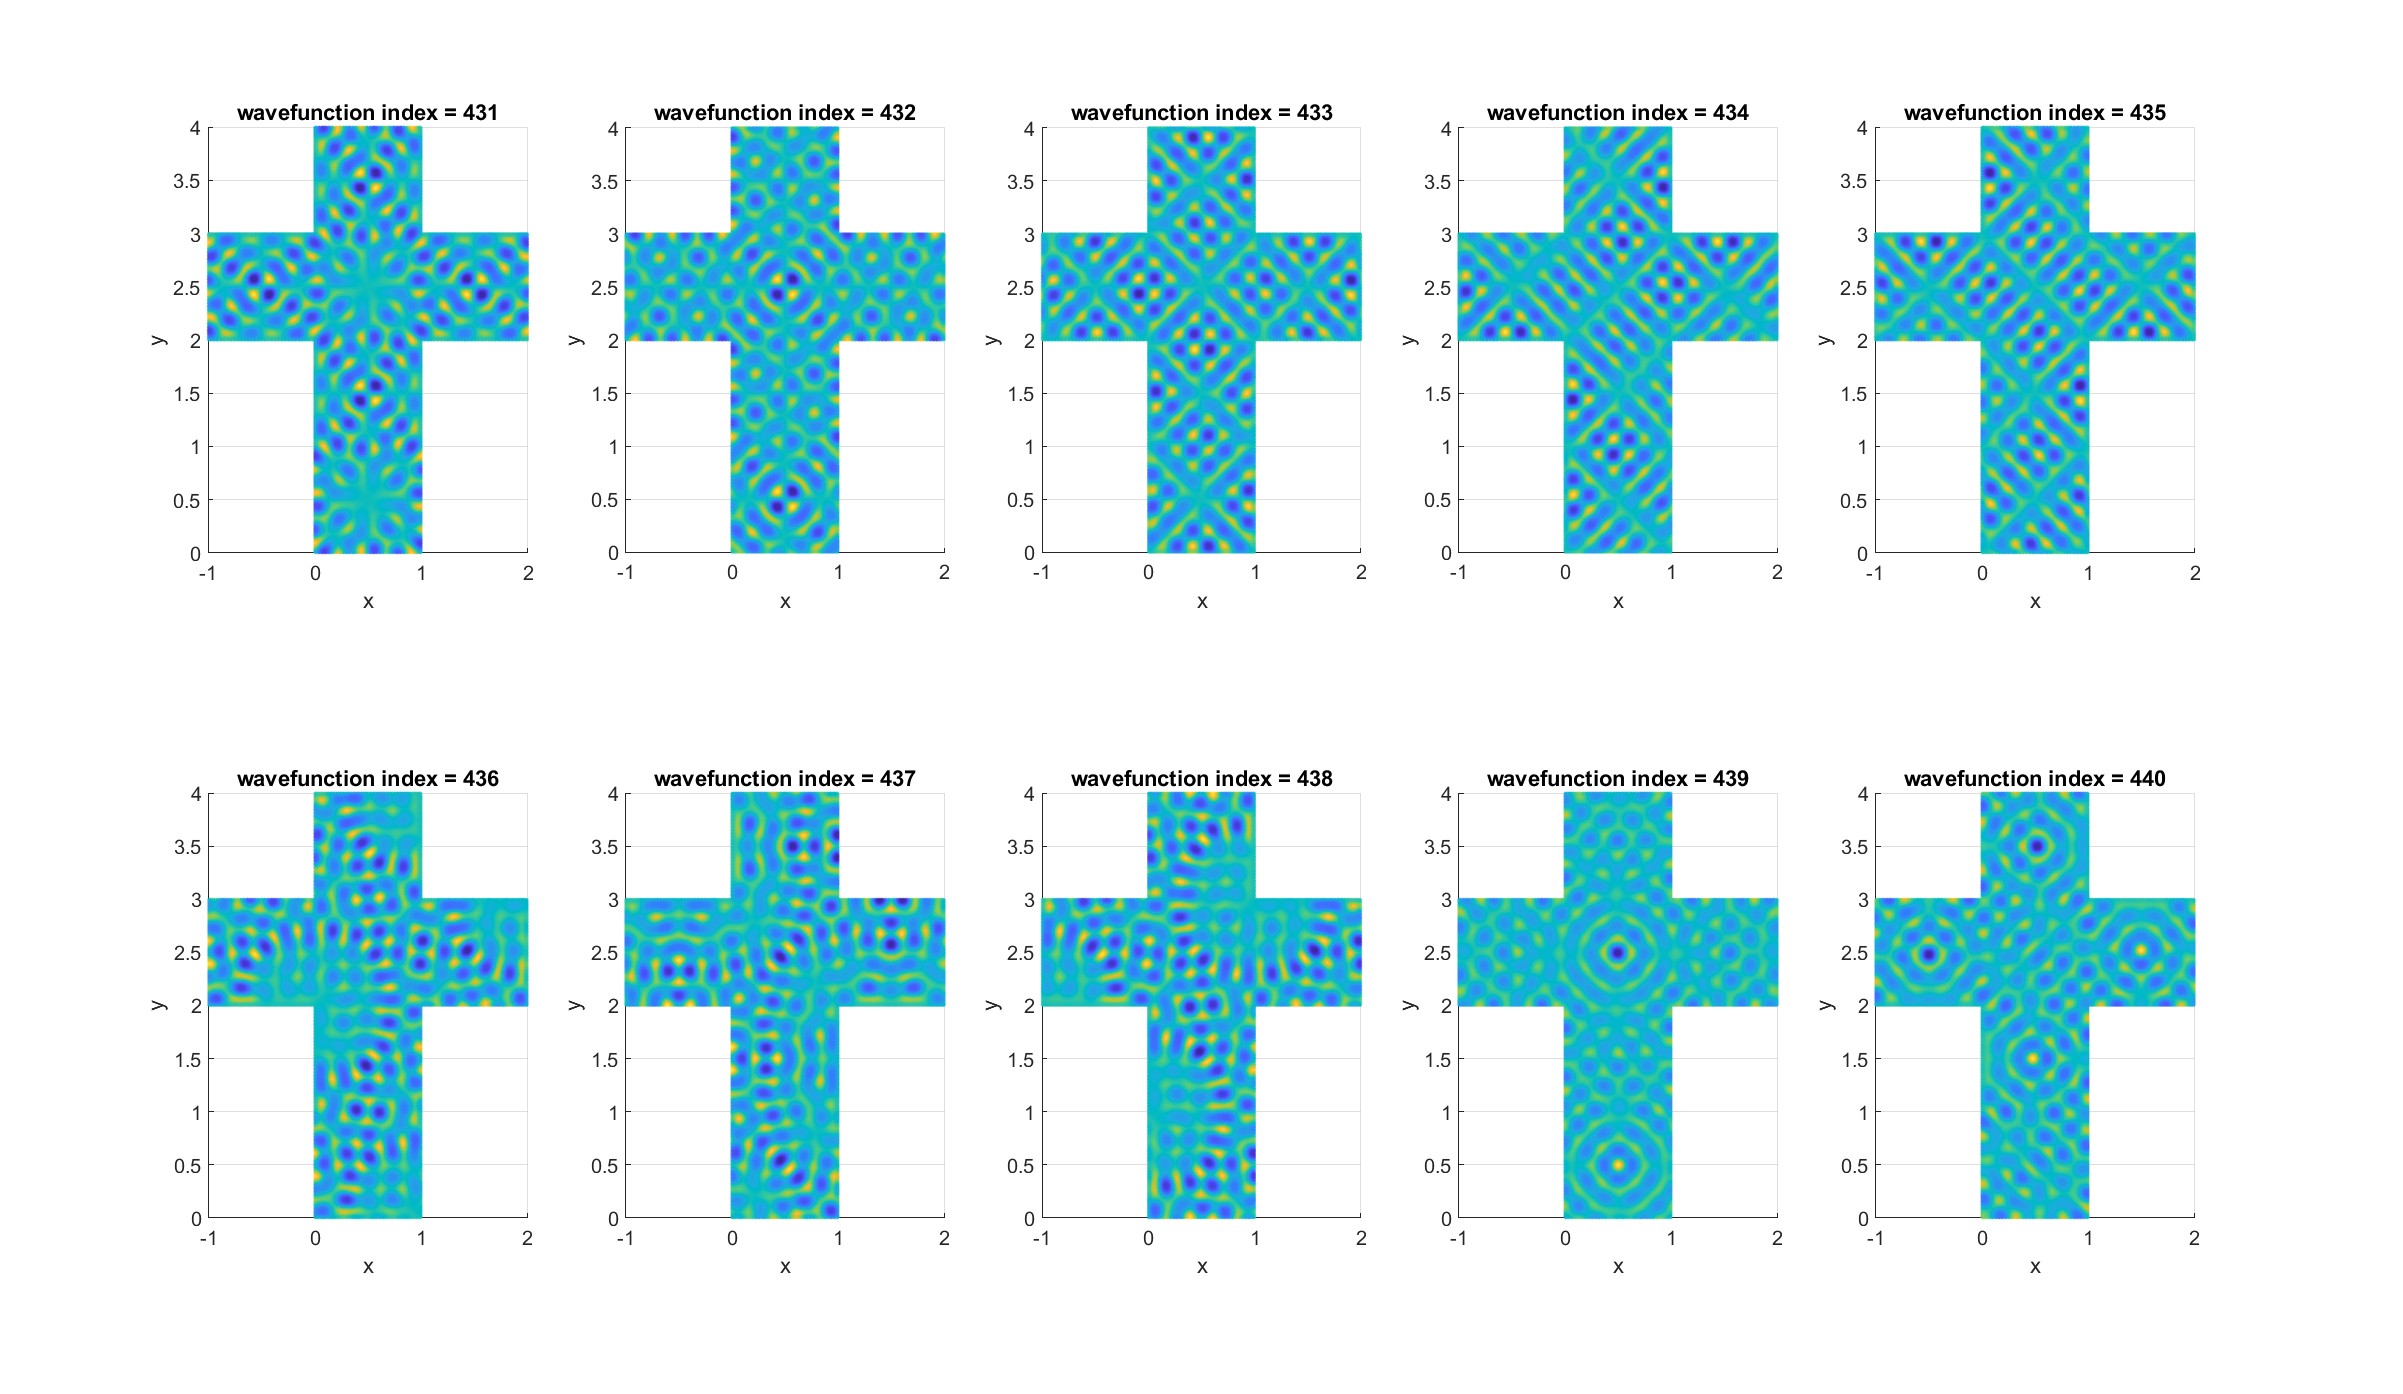 wavefunction index = 431
wavefunction index = 432
wavefunction index = 433
wavefunction index = 434
wavefunction index = 435
4 4 4 4 4
3.5 3.5 3.5 3.5 3.5
3 3 3 3 3
2.5 2.5 2.5 2.5 2.5
2 2 2 2 2
y y y y y
1.5 1.5 1.5 1.5 1.5
1 1 1 1 1
0.5 0.5 0.5 0.5 0.5
0 0 0 0 0
-1 0 1 2 -1 0 1 2 -1 0 1 2 -1 0 1 2 -1 0 1 2
x x x x x
wavefunction index = 436
wavefunction index = 437
wavefunction index = 438
wavefunction index = 439
wavefunction index = 440
4 4 4 4 4
3.5 3.5 3.5 3.5 3.5
3 3 3 3 3
2.5 2.5 2.5 2.5 2.5
2 2 2 2 2
y y y y y
1.5 1.5 1.5 1.5 1.5
1 1 1 1 1
0.5 0.5 0.5 0.5 0.5
0 0 0 0 0
-1 0 1 2 -1 0 1 2 -1 0 1 2 -1 0 1 2 -1 0 1 2
x x x x x